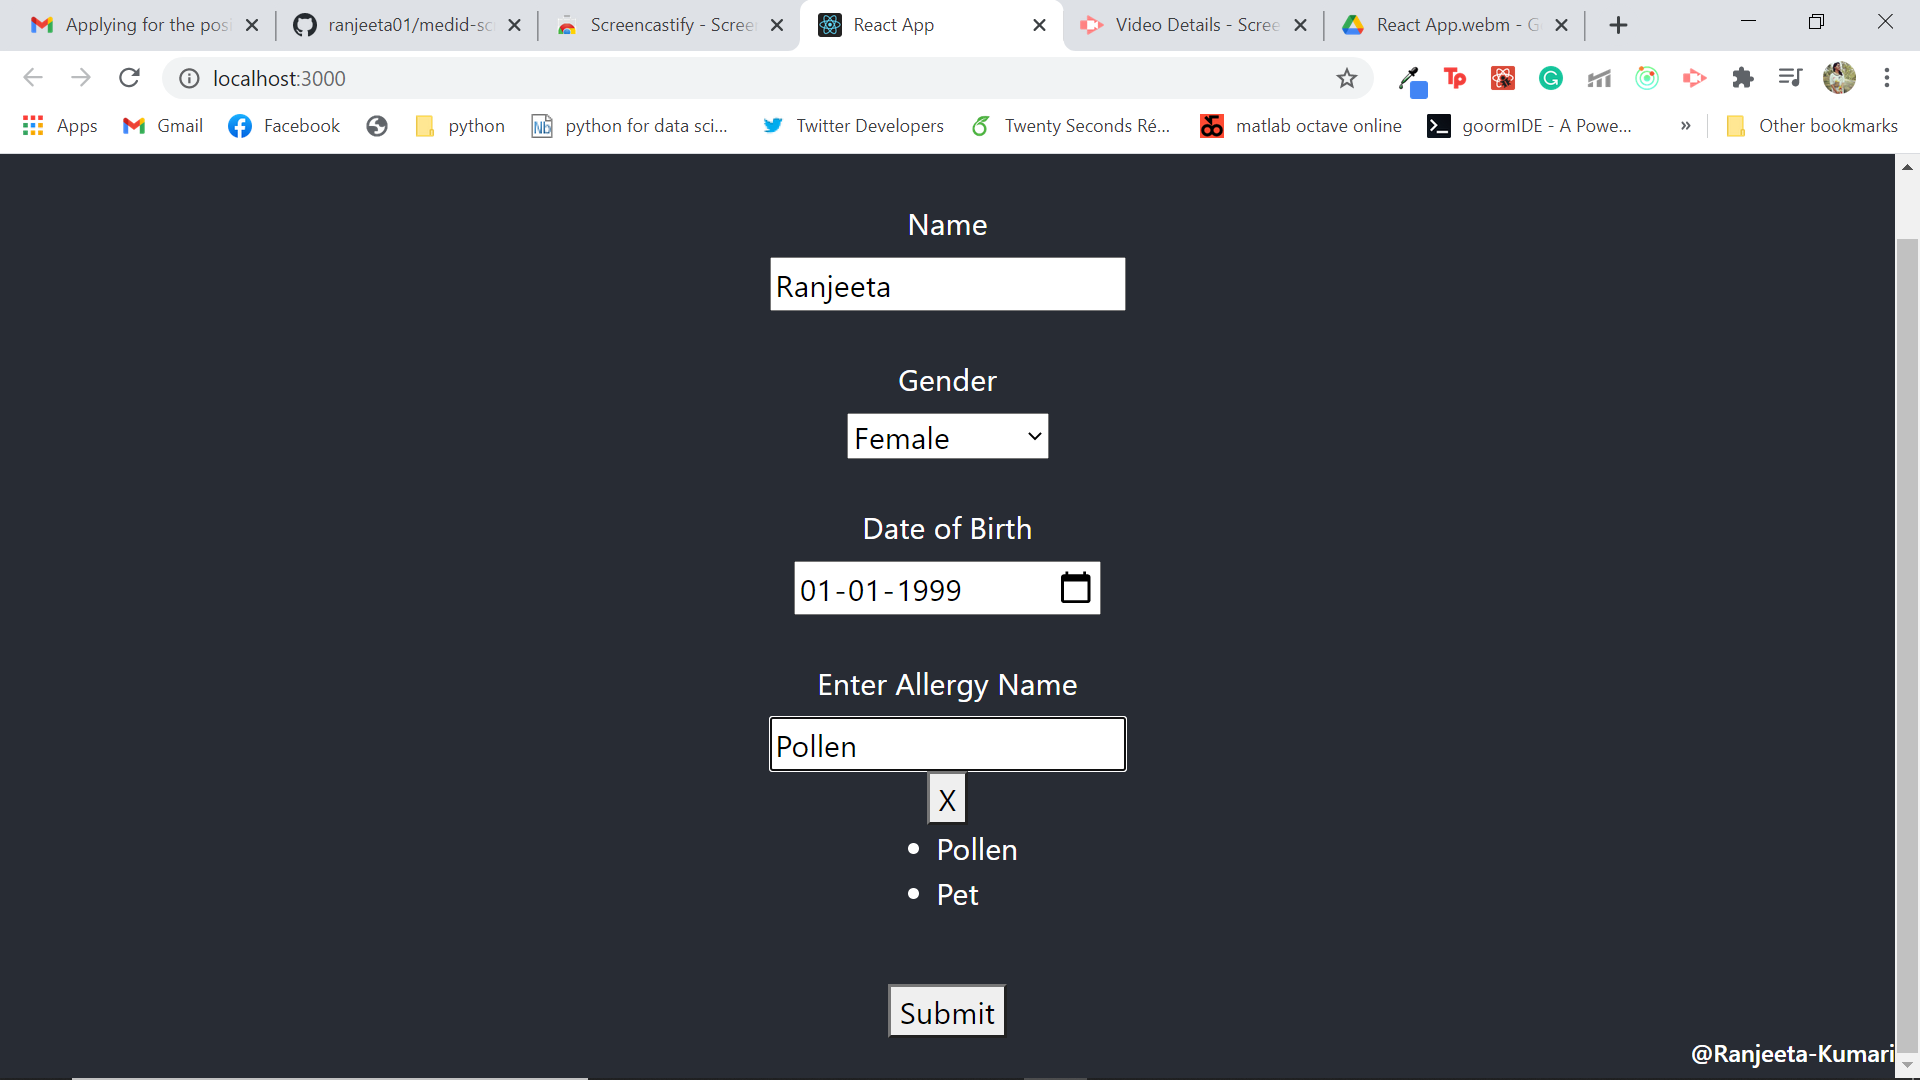 Applying for the posi
ranjeeta01/medid-sc
Screencastify - Screen
React App
Video Details - Scree
React App.webm - G
localhost:3000
Apps
Gmail
Facebook
python
python for data sci...
Twitter Developers
Twenty Seconds Ré...
matlab octave online
goormIDE - A Powe...
»
Other bookmarks
Name
Ranjeeta
Gender
Female
Date of Birth
01-01-1999
Enter Allergy Name
Pollen
X
• Pollen
• Pet
Submit
@Ranjeeta-Kumari